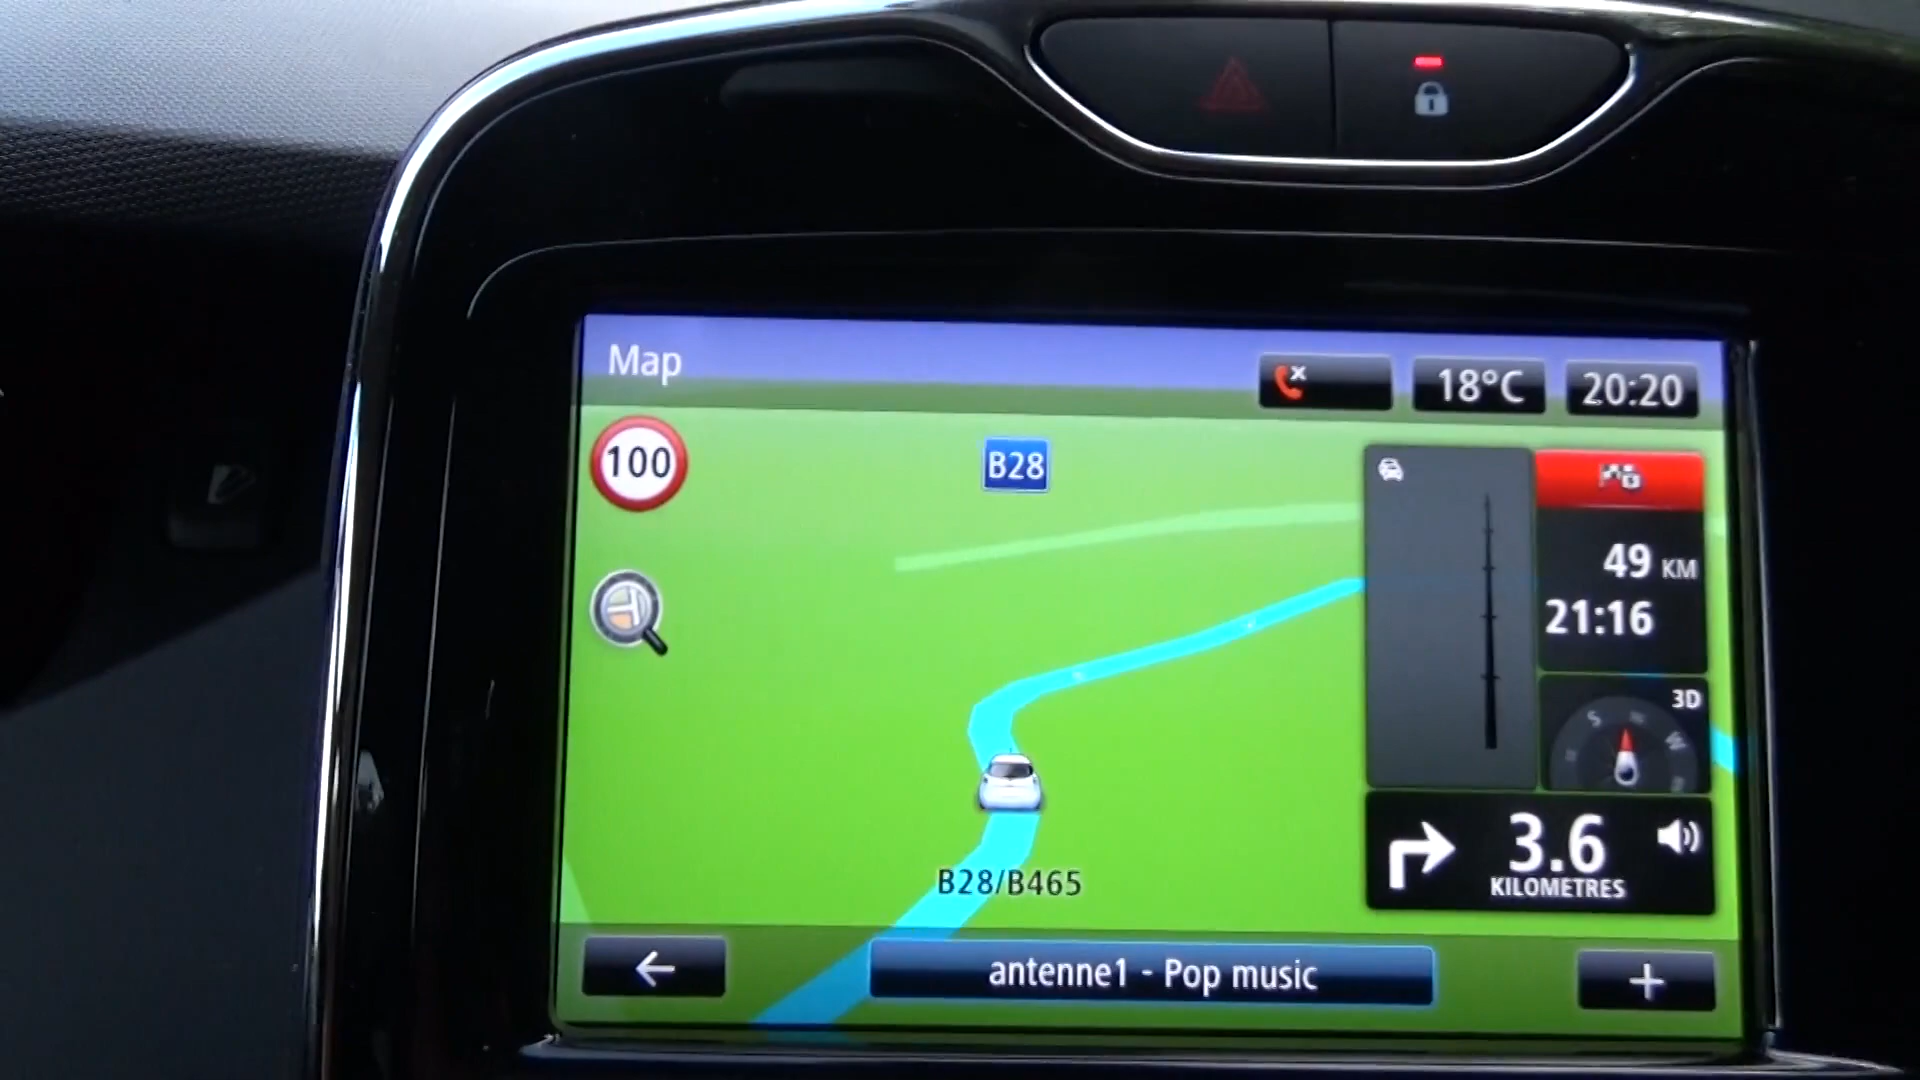 Map
18°C
20:20
100
B28
49 KM
21:16
3D
S
W
3.6
KILOMETRES
B28/B465
antenne1 - Pop music